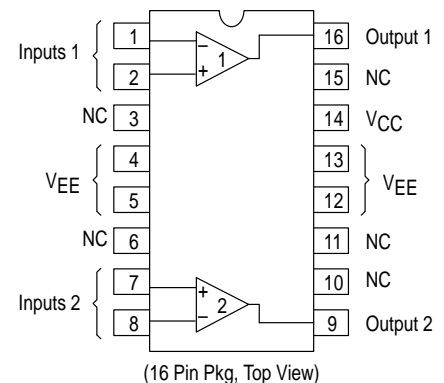 1 16 Output 1
Inputs 1
− 1
2 + 15 NC
NC 3 14 VCC
4 13
VEE VEE
5 12
NC 6 11 NC
7 + 10 NC
Inputs 2 2
8 − 9 Output 2
(16 Pin Pkg, Top View)